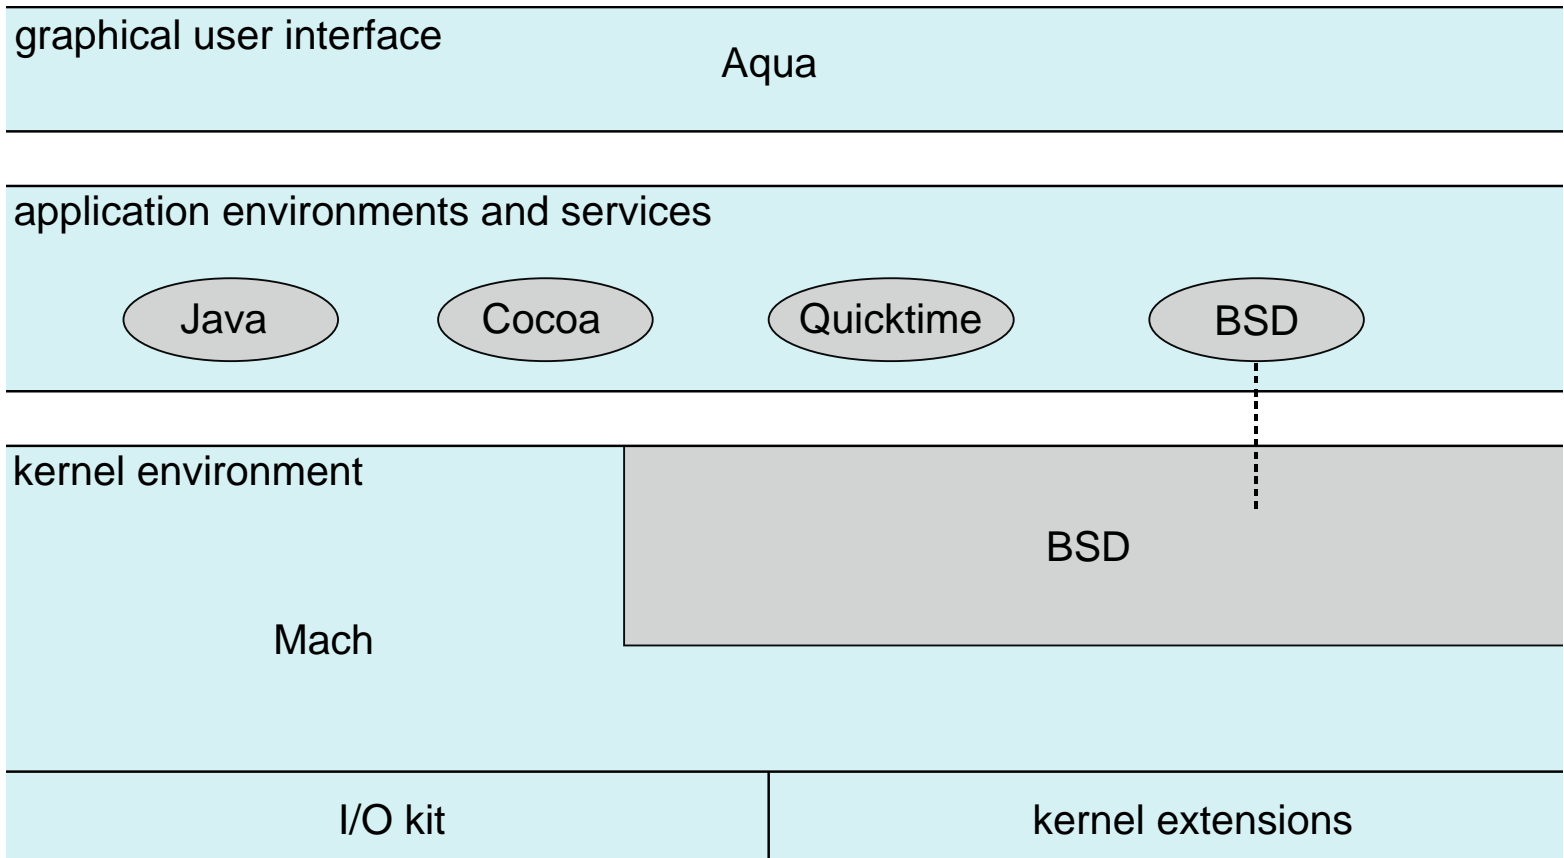 graphical user interface
Aqua
application environments and services
Java
Cocoa
Quicktime
BSD
kernel environment
BSD
Mach
I/O kit
kernel extensions